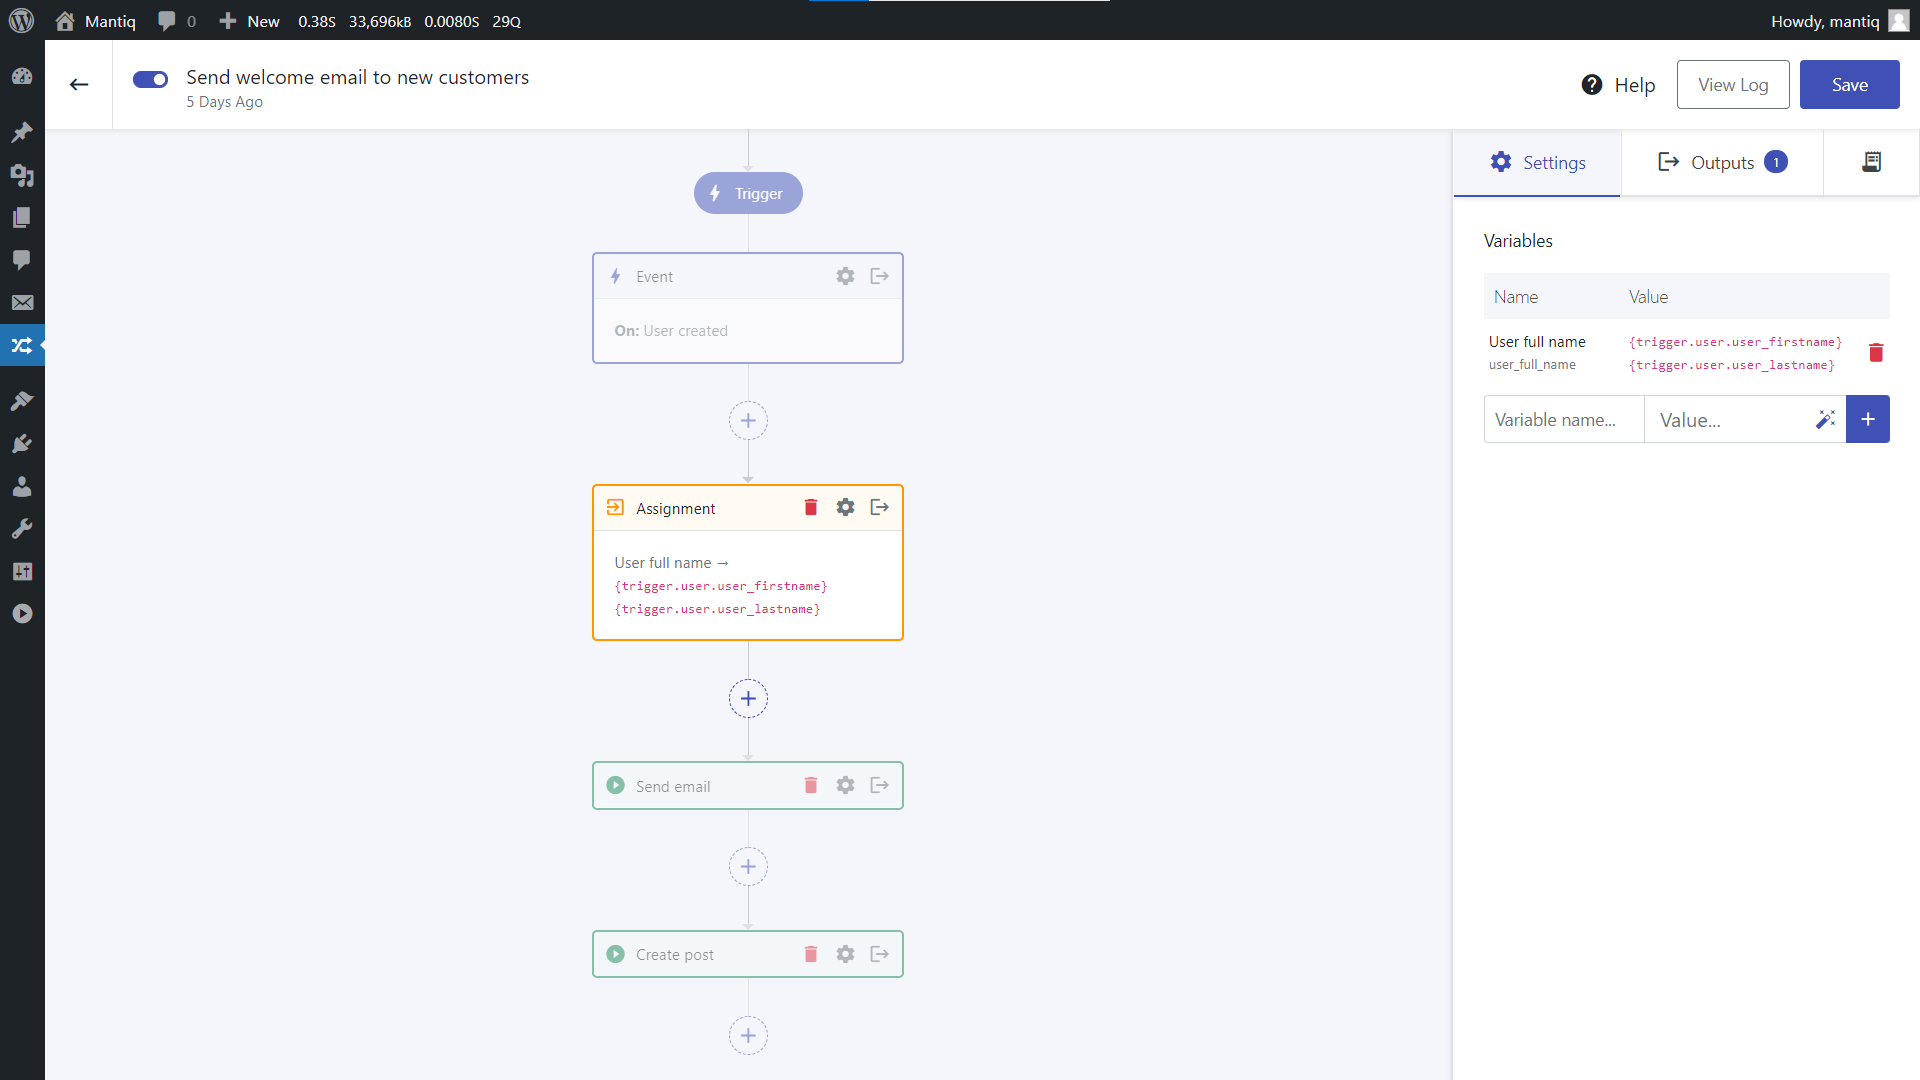 Mantiq 0 New 0.38S 33,696KB 0.0080S 29Q Howdy, mantiq
Send welcome email to new customers
5 Days Ago
Help View Log Save
Trigger
Event
On: User created
Assignment
User full name →
{trigger.user.user_firstname}
{trigger.user.user_lastname}
Send email
Create post
Settings Outputs 1
Variables
Name Value
User full name {trigger.user.user_firstname}
user_full_name {trigger.user.user_lastname}
Variable name... Value...